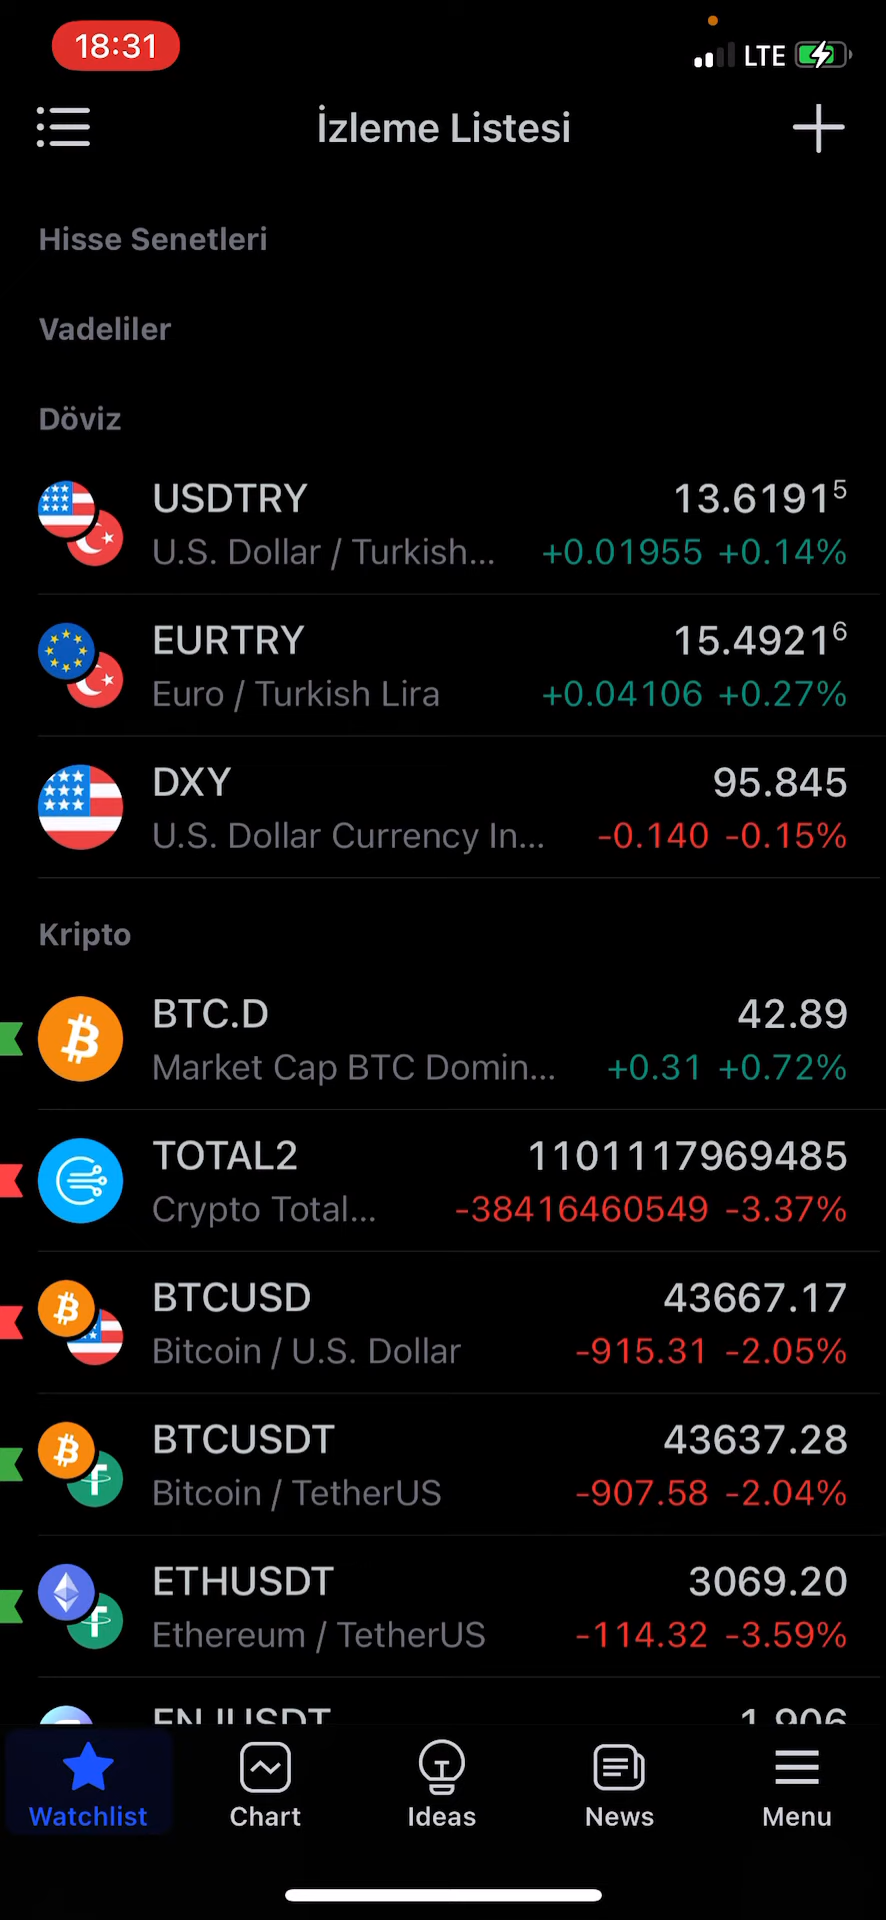 18:31
LTE
İzleme Listesi
Hisse Senetleri
Vadeliler
Döviz
USDTRY 13.6191⁵
U.S. Dollar / Turkish... +0.01955 +0.14%
EURTRY 15.4921⁶
Euro / Turkish Lira +0.04106 +0.27%
DXY 95.845
U.S. Dollar Currency In... -0.140 -0.15%
Kripto
BTC.D 42.89
Market Cap BTC Domin... +0.31 +0.72%
TOTAL2 1101117969485
Crypto Total... -38416460549 -3.37%
BTCUSD 43667.17
Bitcoin / U.S. Dollar -915.31 -2.05%
BTCUSDT 43637.28
Bitcoin / TetherUS -907.58 -2.04%
ETHUSDT 3069.20
Ethereum / TetherUS -114.32 -3.59%
ENJUSDT 1.906
Watchlist Chart Ideas News Menu